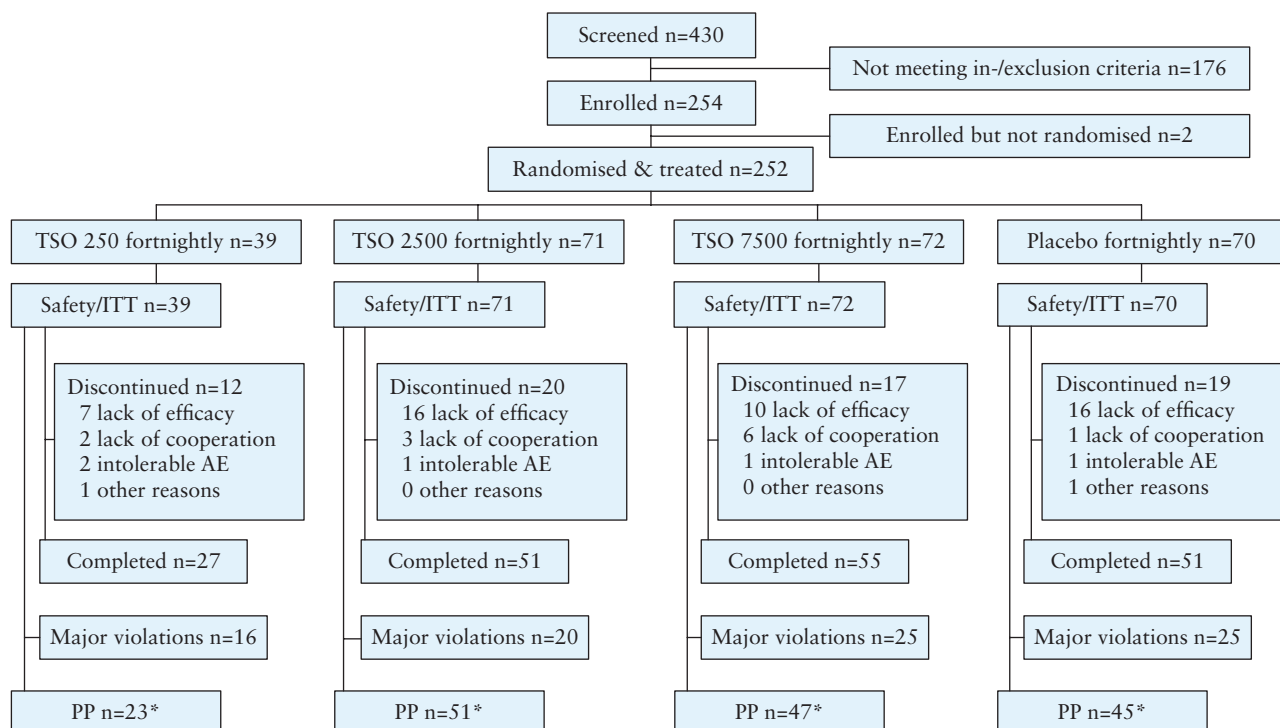 Screened n=430
Not meeting in-/exclusion criteria n=176
Enrolled n=254
Enrolled but not randomised n=2
Randomised & treated n=252
TSO 250 fortnightly n=39
TSO 2500 fortnightly n=71
TSO 7500 fortnightly n=72
Placebo fortnightly n=70
Safety/ITT n=39
Safety/ITT n=71
Safety/ITT n=72
Safety/ITT n=70
Discontinued n=12
7 lack of efficacy
2 lack of cooperation
2 intolerable AE
1 other reasons
Discontinued n=20
16 lack of efficacy
3 lack of cooperation
1 intolerable AE
0 other reasons
Discontinued n=17
10 lack of efficacy
6 lack of cooperation
1 intolerable AE
0 other reasons
Discontinued n=19
16 lack of efficacy
1 lack of cooperation
1 intolerable AE
1 other reasons
Completed n=27
Completed n=51
Completed n=55
Completed n=51
Major violations n=16
Major violations n=20
Major violations n=25
Major violations n=25
PP n=23*
PP n=51*
PP n=47*
PP n=45*